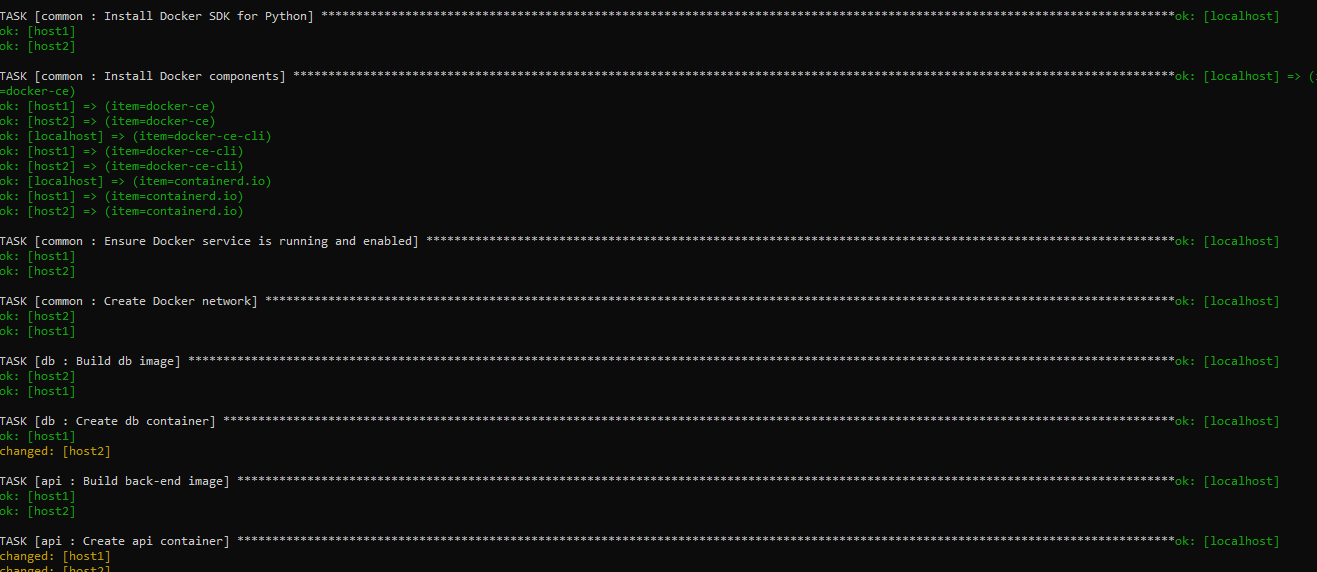 TASK [common : Install Docker SDK for Python] **************************************************************************************************************************ok: [localhost]
ok: [host1]
ok: [host2]
TASK [common : Install Docker components] ******************************************************************************************************************************ok: [localhost] => (
=docker-ce)
ok: [host1] => (item=docker-ce)
ok: [host2] => (item=docker-ce)
ok: [localhost] => (item=docker-ce-cli)
ok: [host1] => (item=docker-ce-cli)
ok: [host2] => (item=docker-ce-cli)
ok: [localhost] => (item=containerd.io)
ok: [host1] => (item=containerd.io)
ok: [host2] => (item=containerd.io)
TASK [common : Ensure Docker service is running and enabled] ***********************************************************************************************************ok: [localhost]
ok: [host1]
ok: [host2]
TASK [common : Create Docker network] **********************************************************************************************************************************ok: [localhost]
ok: [host2]
ok: [host1]
TASK [db : Build db image] *********************************************************************************************************************************************ok: [localhost]
ok: [host2]
ok: [host1]
TASK [db : Create db container] ****************************************************************************************************************************************ok: [localhost]
ok: [host1]
changed: [host2]
TASK [api : Build back-end image] **************************************************************************************************************************************ok: [localhost]
ok: [host1]
ok: [host2]
TASK [api : Create api container] **************************************************************************************************************************************ok: [localhost]
changed: [host1]
changed: [host2]